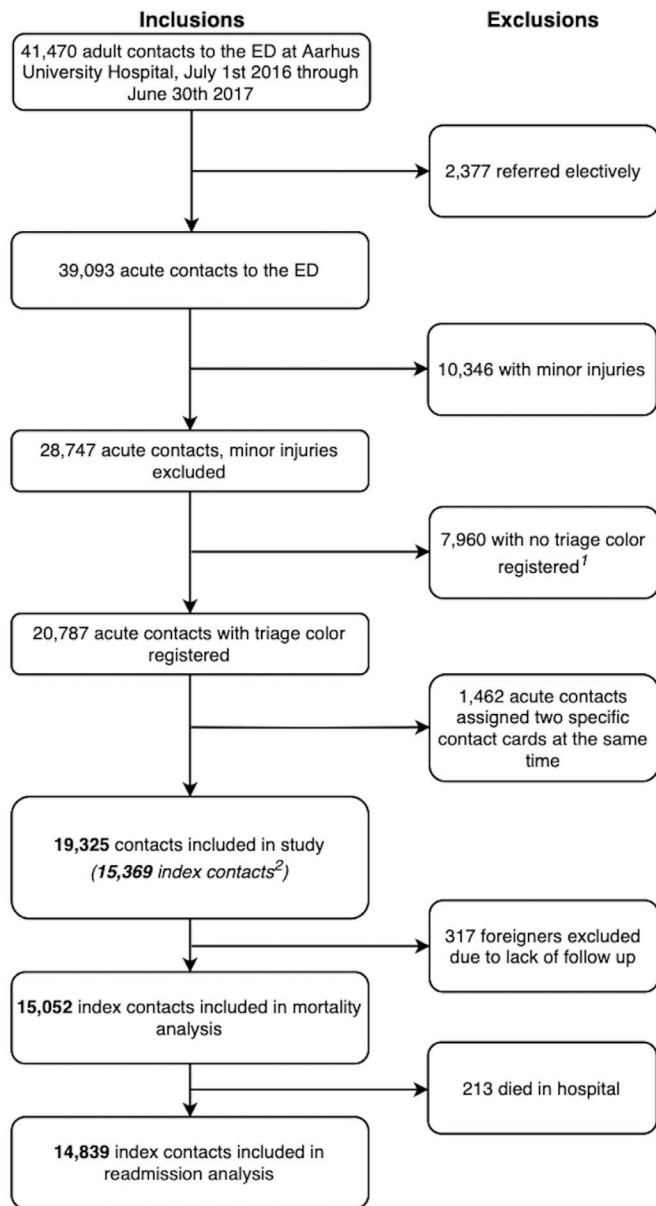 Inclusions
Exclusions
41,470 adult contacts to the ED at Aarhus
University Hospital, July 1st 2016 through
June 30th 2017
2,377 referred electively
39,093 acute contacts to the ED
10,346 with minor injuries
28,747 acute contacts, minor injuries
excluded
7,960 with no triage color
registered¹
20,787 acute contacts with triage color
registered
1,462 acute contacts
assigned two specific
contact cards at the same
time
19,325 contacts included in study
(15,369 index contacts²)
317 foreigners excluded
due to lack of follow up
15,052 index contacts included in mortality
analysis
213 died in hospital
14,839 index contacts included in
readmission analysis